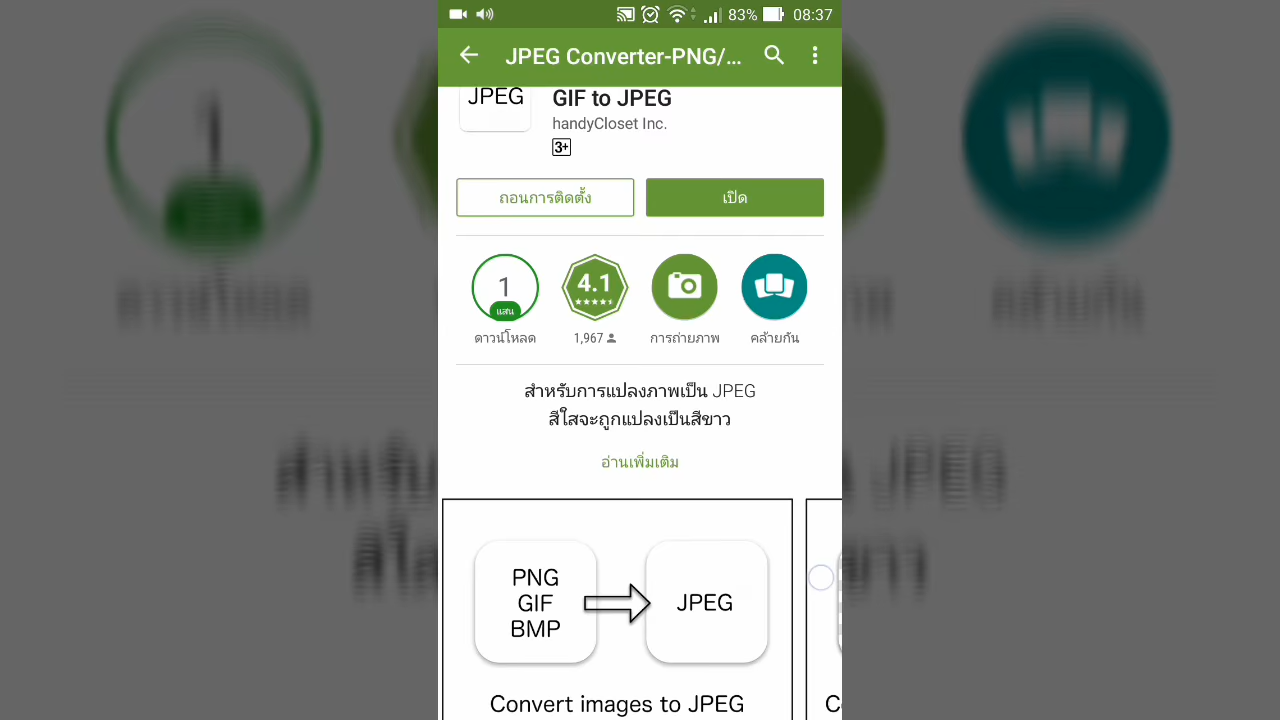 83% 08:37
JPEG Converter-PNG/...
JPEG
GIF to JPEG
handyCloset Inc.
3+
ถอนการติดตั้ง
เปิด
1
แสน
4.1
ดาวน์โหลด
1,967
การถ่ายภาพ
คล้ายกัน
สำหรับการแปลงภาพเป็น JPEG
สีใสจะถูกแปลงเป็นสีขาว
อ่านเพิ่มเติม
PNG
GIF
BMP
JPEG
Convert images to JPEG
C